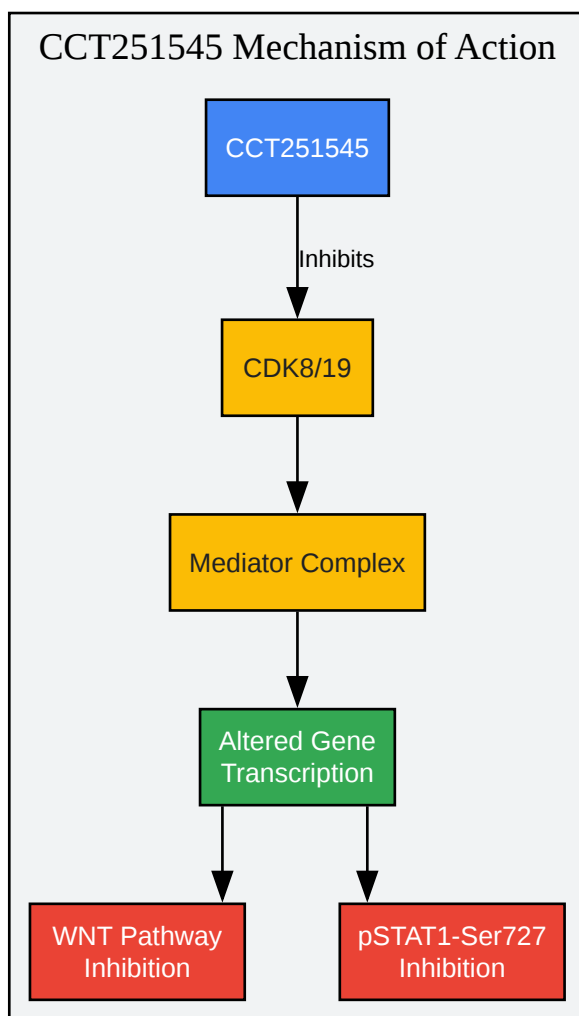 CCT251545 Mechanism of Action
CCT251545
Inhibits
CDK8/19
Mediator Complex
Altered Gene
Transcription
WNT Pathway
Inhibition
pSTAT1-Ser727
Inhibition